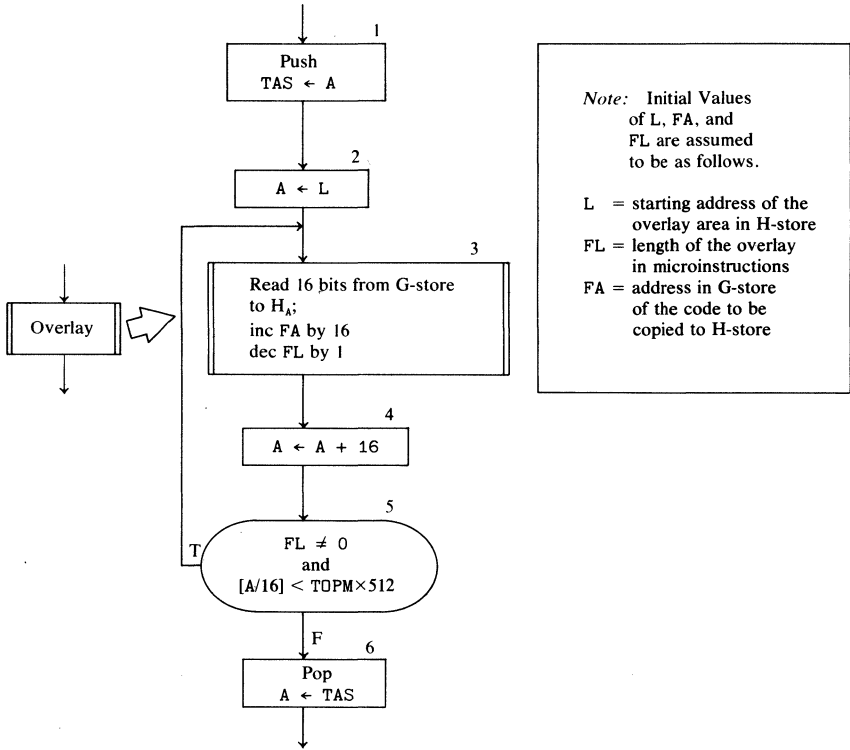 1
Push
TAS ← A
2
A ← L
3
Read 16 bits from G-store
to H_A;
inc FA by 16
dec FL by 1
Overlay
4
A ← A + 16
5
FL ≠ 0
and
[A/16] < TOPM×512
T
F
6
Pop
A ← TAS
Note: Initial Values
of L, FA, and
FL are assumed
to be as follows.
L = starting address of the
overlay area in H-store
FL = length of the overlay
in microinstructions
FA = address in G-store
of the code to be
copied to H-store